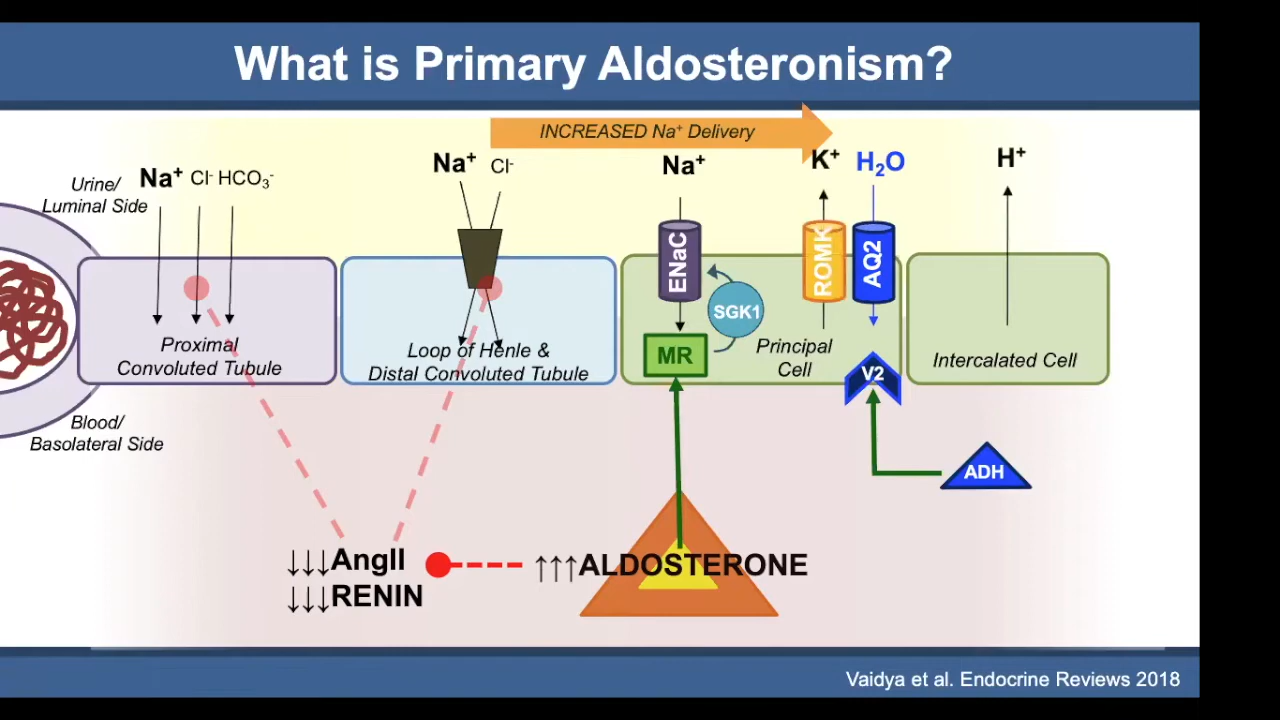 What is Primary Aldosteronism?
INCREASED Na⁺ Delivery
Urine/
Luminal Side
Na⁺ Cl⁻ HCO₃⁻
Na⁺ Cl⁻
Na⁺
K⁺
H₂O
H⁺
ENaC
ROMK
AQ2
SGK1
MR
V2
Proximal
Convoluted Tubule
Loop of Henle &
Distal Convoluted Tubule
Principal
Cell
Intercalated Cell
Blood/
Basolateral Side
ADH
↓↓↓AngII
↓↓↓RENIN
↑↑↑ALDOSTERONE
Vaidya et al. Endocrine Reviews 2018